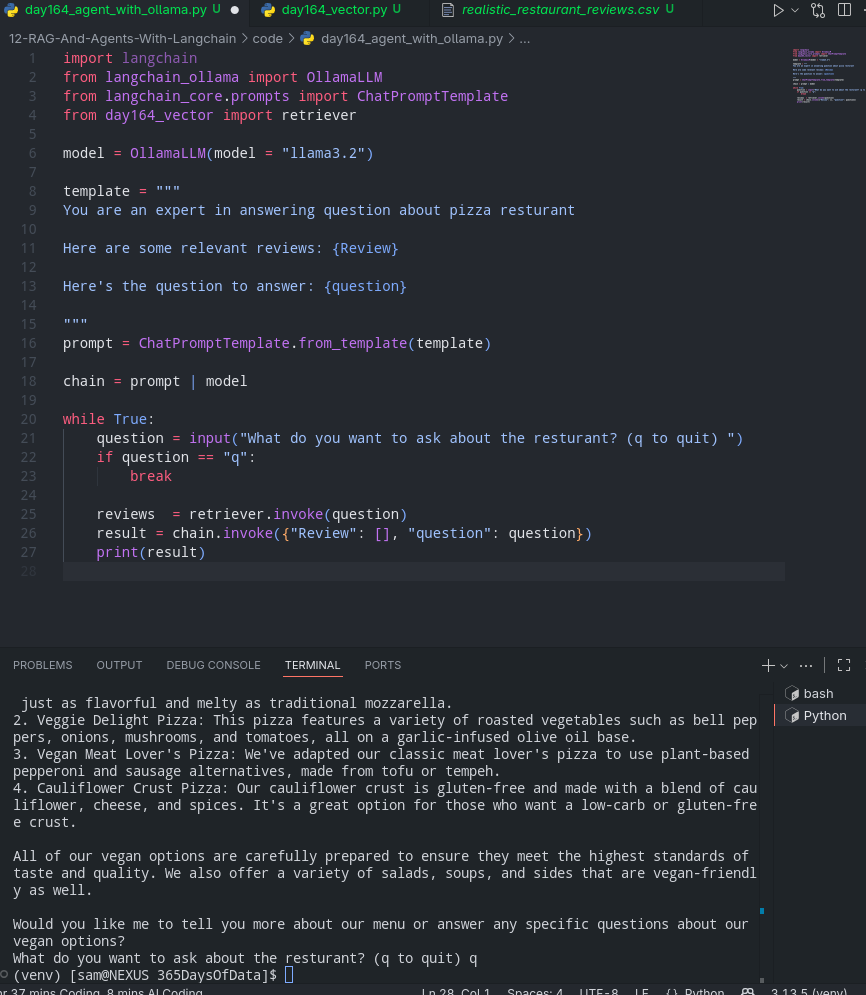 day164_agent_with_ollama.py U
day164_vector.py U
realistic_restaurant_reviews.csv U
12-RAG-And-Agents-With-Langchain > code > day164_agent_with_ollama.py > ...
1 import langchain
2 from langchain_ollama import OllamaLLM
3 from langchain_core.prompts import ChatPromptTemplate
4 from day164_vector import retriever
5
6 model = OllamaLLM(model = "llama3.2")
7
8 template = """
9 You are an expert in answering question about pizza resturant
10
11 Here are some relevant reviews: {Review}
12
13 Here's the question to answer: {question}
14
15 """
16 prompt = ChatPromptTemplate.from_template(template)
17
18 chain = prompt | model
19
20 while True:
21     question = input("What do you want to ask about the resturant? (q to quit) ")
22     if question == "q":
23         break
24
25     reviews  = retriever.invoke(question)
26     result = chain.invoke({"Review": [], "question": question})
27     print(result)
28
PROBLEMS OUTPUT DEBUG CONSOLE TERMINAL PORTS
bash
Python
 just as flavorful and melty as traditional mozzarella.
2. Veggie Delight Pizza: This pizza features a variety of roasted vegetables such as bell pep
pers, onions, mushrooms, and tomatoes, all on a garlic-infused olive oil base.
3. Vegan Meat Lover's Pizza: We've adapted our classic meat lover's pizza to use plant-based
pepperoni and sausage alternatives, made from tofu or tempeh.
4. Cauliflower Crust Pizza: Our cauliflower crust is gluten-free and made with a blend of cau
liflower, cheese, and spices. It's a great option for those who want a low-carb or gluten-fre
e crust.
All of our vegan options are carefully prepared to ensure they meet the highest standards of
taste and quality. We also offer a variety of salads, soups, and sides that are vegan-friendl
y as well.
Would you like me to tell you more about our menu or answer any specific questions about our
vegan options?
What do you want to ask about the resturant? (q to quit) q
(venv) [sam@NEXUS 365DaysOfData]$
hr 37 mins Coding, 8 mins AI Coding Ln 28, Col 1 Spaces: 4 UTF-8 LF {} Python 3.13.5 (venv)